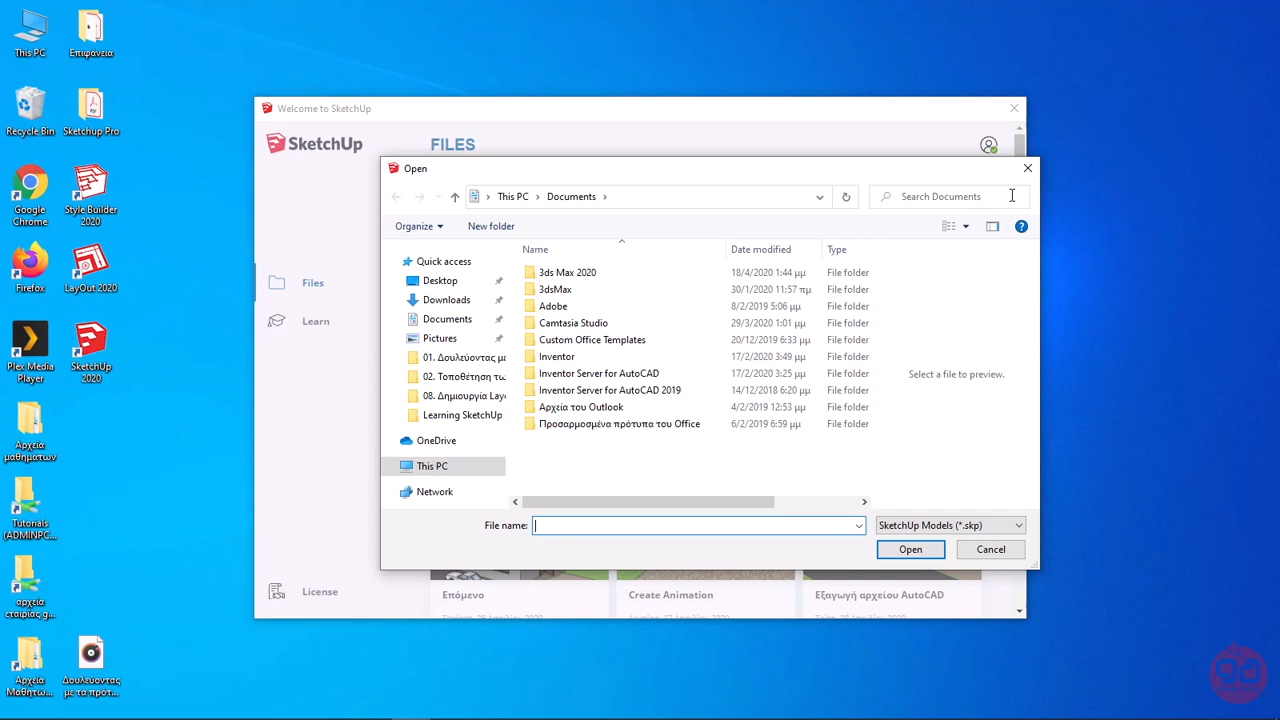 This PC
Επιφάνεια
Recycle Bin
Sketchup Pro
Google
Chrome
Style Builder
2020
Firefox
LayOut 2020
Plex Media
Player
SketchUp
2020
Αρχεία
μαθημάτων
Tutorials
(ADMINPC...
αρχεία
εταιρίας g...
Αρχεία
Μαθητώ...
Δουλεύοντας
με τα πρότ...
Welcome to SketchUp
SketchUp
FILES
Files
Learn
License
Open
This PC > Documents >
Search Documents
Organize
New folder
Name
Date modified
Type
Quick access
Desktop
Downloads
Documents
Pictures
01. Δουλεύοντας με
02. Τοποθέτηση τω
08. Δημιουργία Layo
Learning SketchUp
OneDrive
This PC
Network
3ds Max 2020 18/4/2020 1:44 μμ File folder
3dsMax 30/1/2020 11:57 πμ File folder
Adobe 8/2/2019 5:06 μμ File folder
Camtasia Studio 29/3/2020 1:01 μμ File folder
Custom Office Templates 20/12/2019 6:33 μμ File folder
Inventor 17/2/2020 3:49 μμ File folder
Inventor Server for AutoCAD 17/2/2020 3:25 μμ File folder
Inventor Server for AutoCAD 2019 14/12/2018 6:20 μμ File folder
Αρχεία του Outlook 4/2/2019 12:53 μμ File folder
Προσαρμοσμένα πρότυπα του Office 6/2/2019 6:59 μμ File folder
Select a file to preview.
File name:
SketchUp Models (*.skp)
Open
Cancel
Επόμενο
Create Animation
Εξαγωγή αρχείου AutoCAD